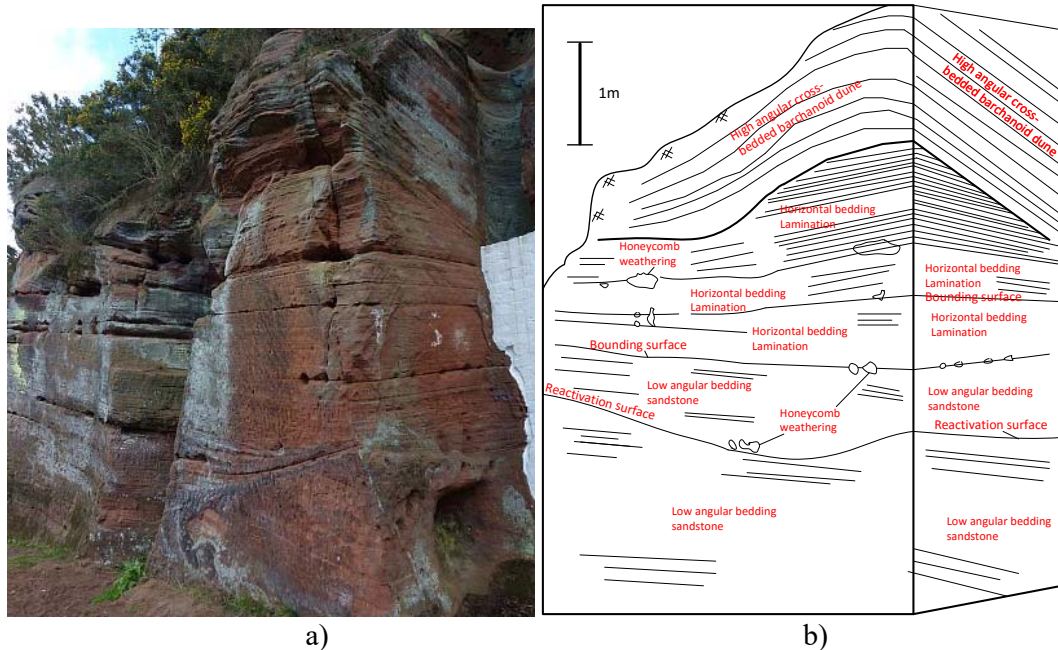 1m
High angular cross-
bedded barchanoid dune
High angular cross-
bedded barchanoid dune
Horizontal bedding
Lamination
Honeycomb
weathering
Horizontal bedding
Lamination
Bounding surface
Horizontal bedding
Lamination
Horizontal bedding
Lamination
Horizontal bedding
Lamination
Bounding surface
Reactivation surface
Low angular bedding
sandstone
Low angular bedding
sandstone
Honeycomb
weathering
Reactivation surface
Low angular bedding
sandstone
Low angular bedding
sandstone
a)
b)